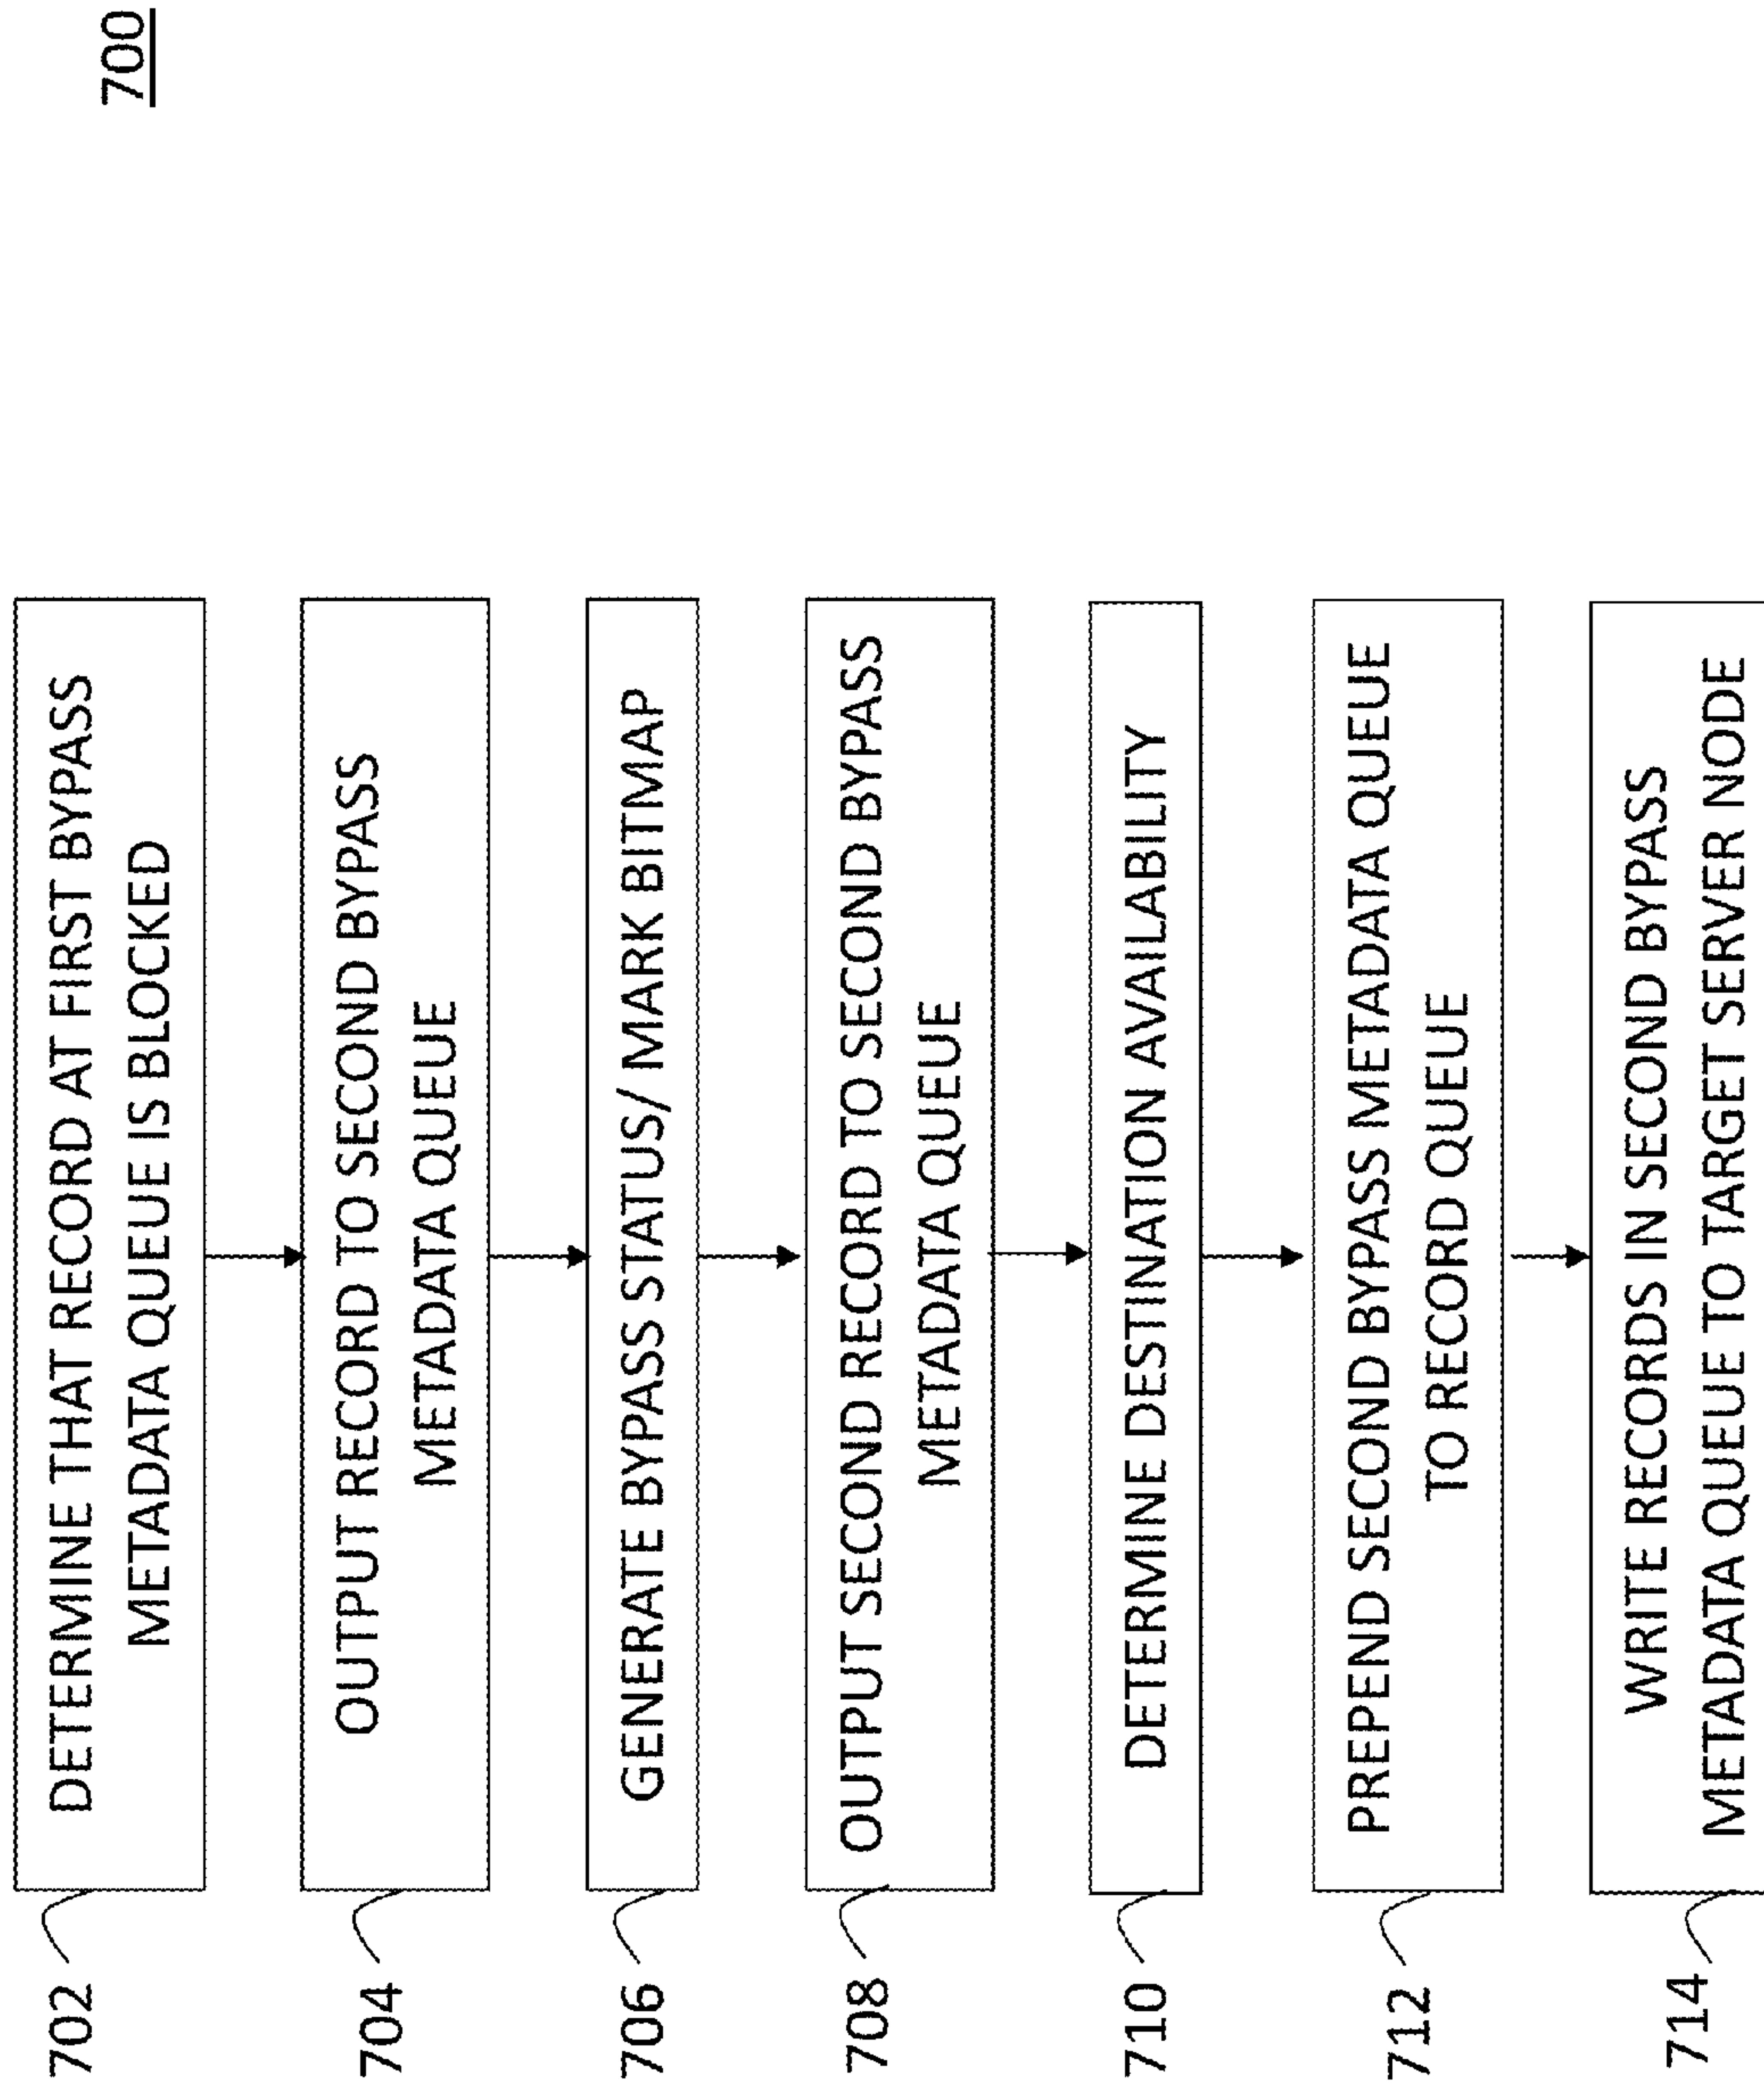 700
702
DETERMINE THAT RECORD AT FIRST BYPASS
METADATA QUEUE IS BLOCKED
704
OUTPUT RECORD TO SECOND BYPASS
METADATA QUEUE
706
GENERATE BYPASS STATUS/ MARK BITMAP
708
OUTPUT SECOND RECORD TO SECOND BYPASS
METADATA QUEUE
710
DETERMINE DESTINATION AVAILABILITY
712
PREPEND SECOND BYPASS METADATA QUEUE
TO RECORD QUEUE
714
WRITE RECORDS IN SECOND BYPASS
METADATA QUEUE TO TARGET SERVER NODE